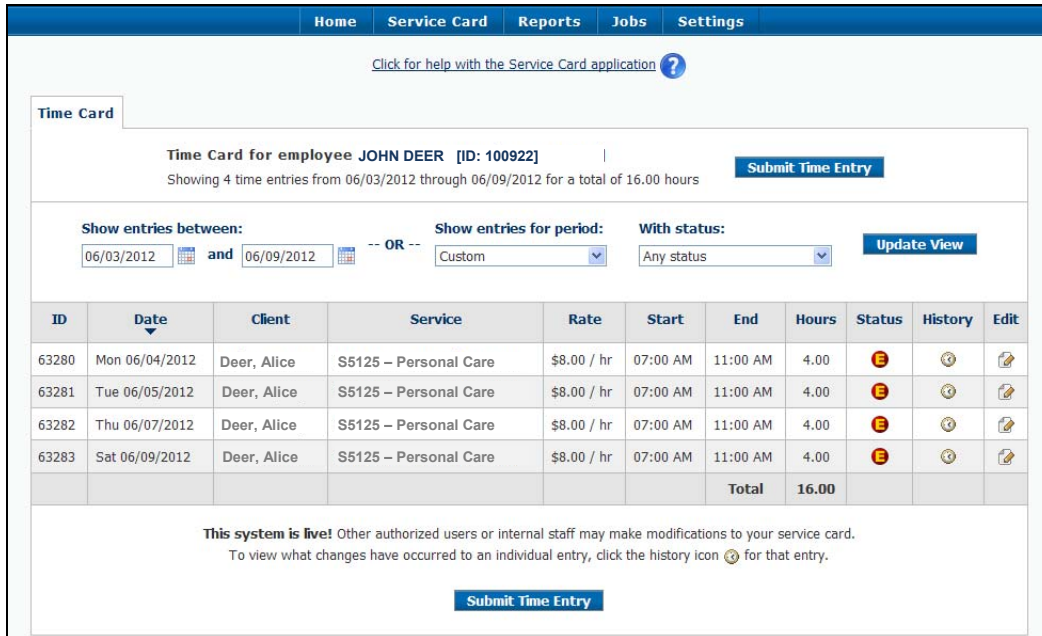 Home Service Card Reports Jobs Settings
Click for help with the Service Card application ?
Time Card
Time Card for employee JOHN DEER [ID: 100922]
Showing 4 time entries from 06/03/2012 through 06/09/2012 for a total of 16.00 hours
Submit Time Entry
Show entries between:
06/03/2012 and 06/09/2012
-- OR --
Show entries for period:
Custom
With status:
Any status
Update View
ID Date Client Service Rate Start End Hours Status History Edit
63280 Mon 06/04/2012 Deer, Alice S5125 – Personal Care $8.00 / hr 07:00 AM 11:00 AM 4.00 E
63281 Tue 06/05/2012 Deer, Alice S5125 – Personal Care $8.00 / hr 07:00 AM 11:00 AM 4.00 E
63282 Thu 06/07/2012 Deer, Alice S5125 – Personal Care $8.00 / hr 07:00 AM 11:00 AM 4.00 E
63283 Sat 06/09/2012 Deer, Alice S5125 – Personal Care $8.00 / hr 07:00 AM 11:00 AM 4.00 E
Total 16.00
This system is live! Other authorized users or internal staff may make modifications to your service card.
To view what changes have occurred to an individual entry, click the history icon for that entry.
Submit Time Entry